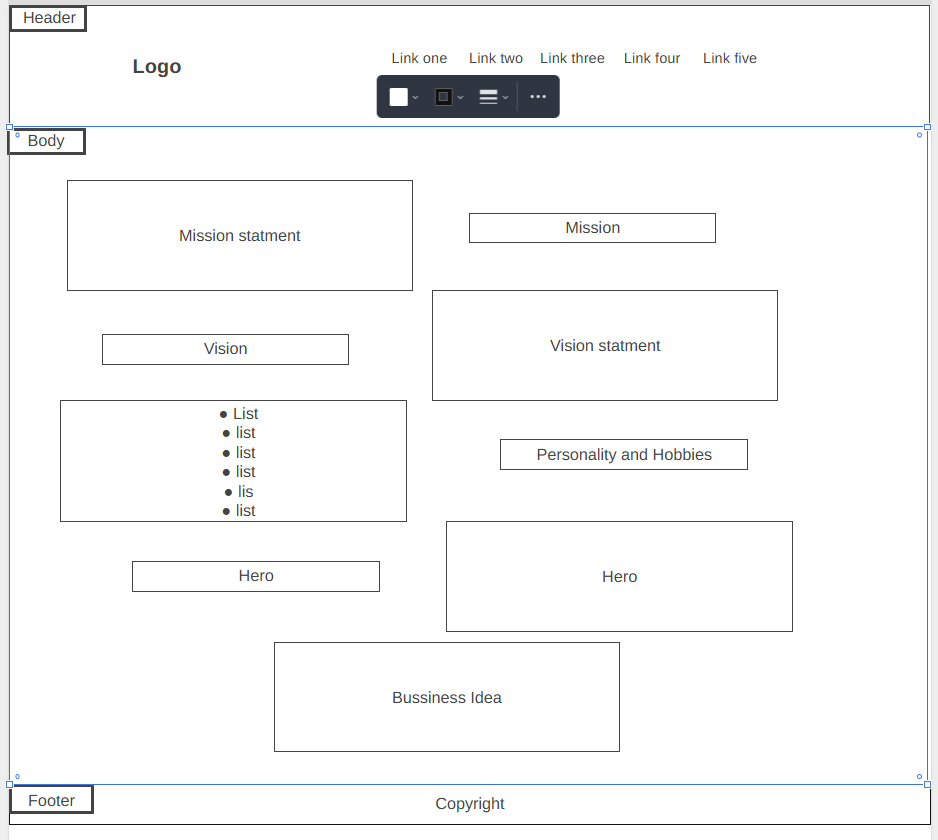 Header
Logo
Link one Link two Link three Link four Link five
Body
Mission statment
Mission
Vision
Vision statment
● List
● list
● list
● list
● lis
● list
Personality and Hobbies
Hero
Hero
Bussiness Idea
Footer
Copyright